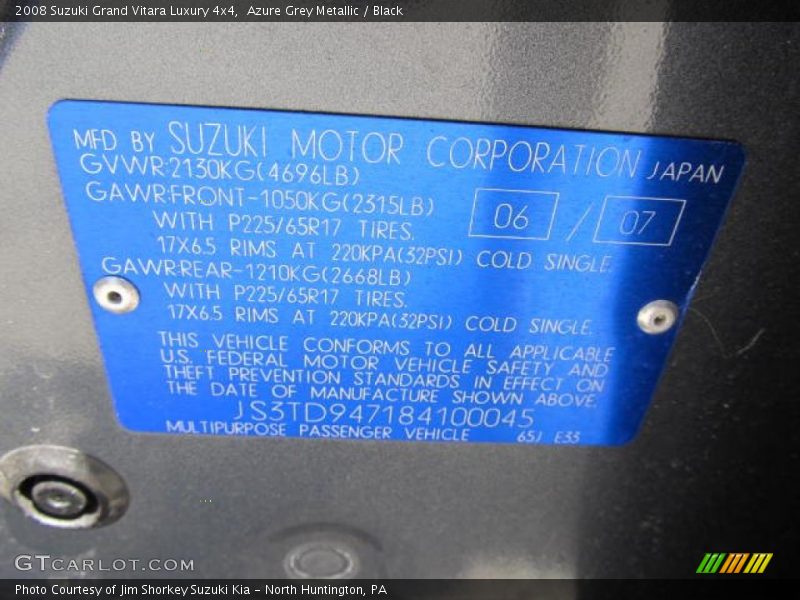 2008 Suzuki Grand Vitara Luxury 4x4,  Azure Grey Metallic / Black
MFD BY SUZUKI MOTOR CORPORATION JAPAN
GVWR:2130KG(4696LB)
GAWR:FRONT-1050KG(2315LB)
06 / 07
WITH P225/65R17 TIRES.
17X6.5 RIMS AT 220KPA(32PSI) COLD SINGLE.
GAWR:REAR-1210KG(2668LB)
WITH P225/65R17 TIRES.
17X6.5 RIMS AT 220KPA(32PSI) COLD SINGLE.
THIS VEHICLE CONFORMS TO ALL APPLICABLE
U.S. FEDERAL MOTOR VEHICLE SAFETY AND
THEFT PREVENTION STANDARDS IN EFFECT ON
THE DATE OF MANUFACTURE SHOWN ABOVE.
JS3TD947184100045
MULTIPURPOSE PASSENGER VEHICLE 65J E33
GTCARLOT.COM
Photo Courtesy of Jim Shorkey Suzuki Kia - North Huntington, PA